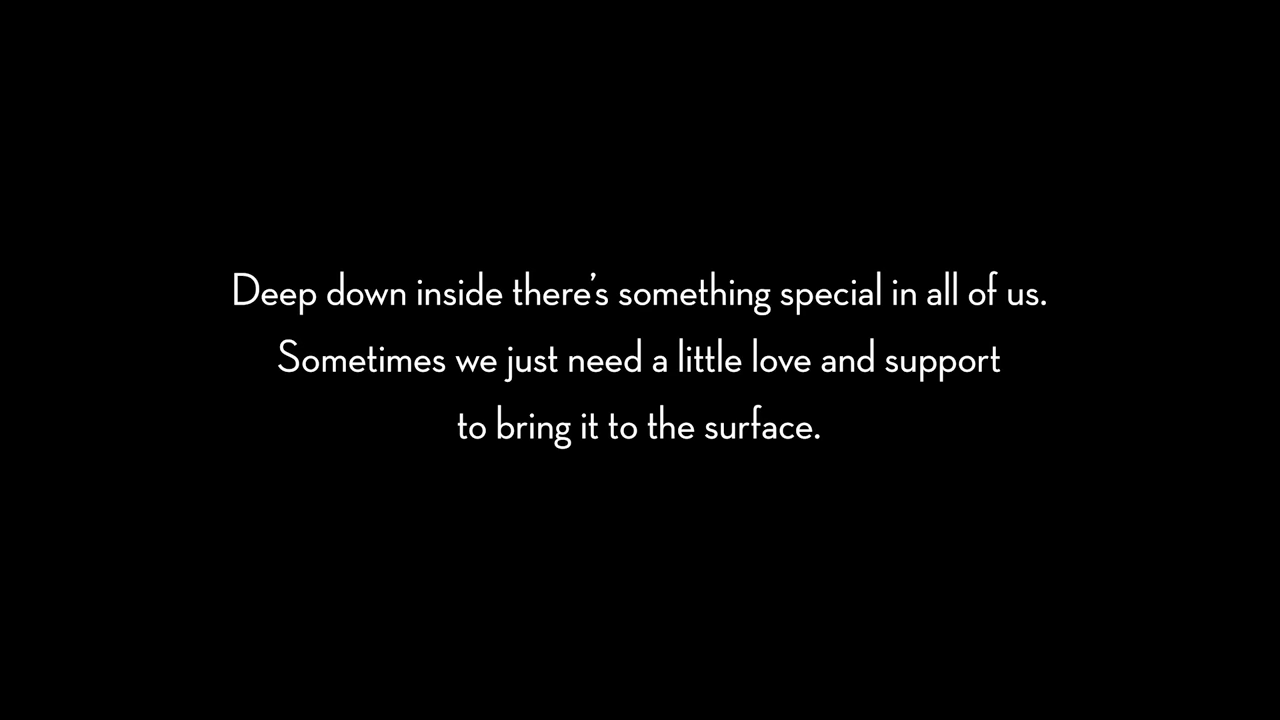 Deep down inside there’s something special in all of us.
Sometimes we just need a little love and support
to bring it to the surface.